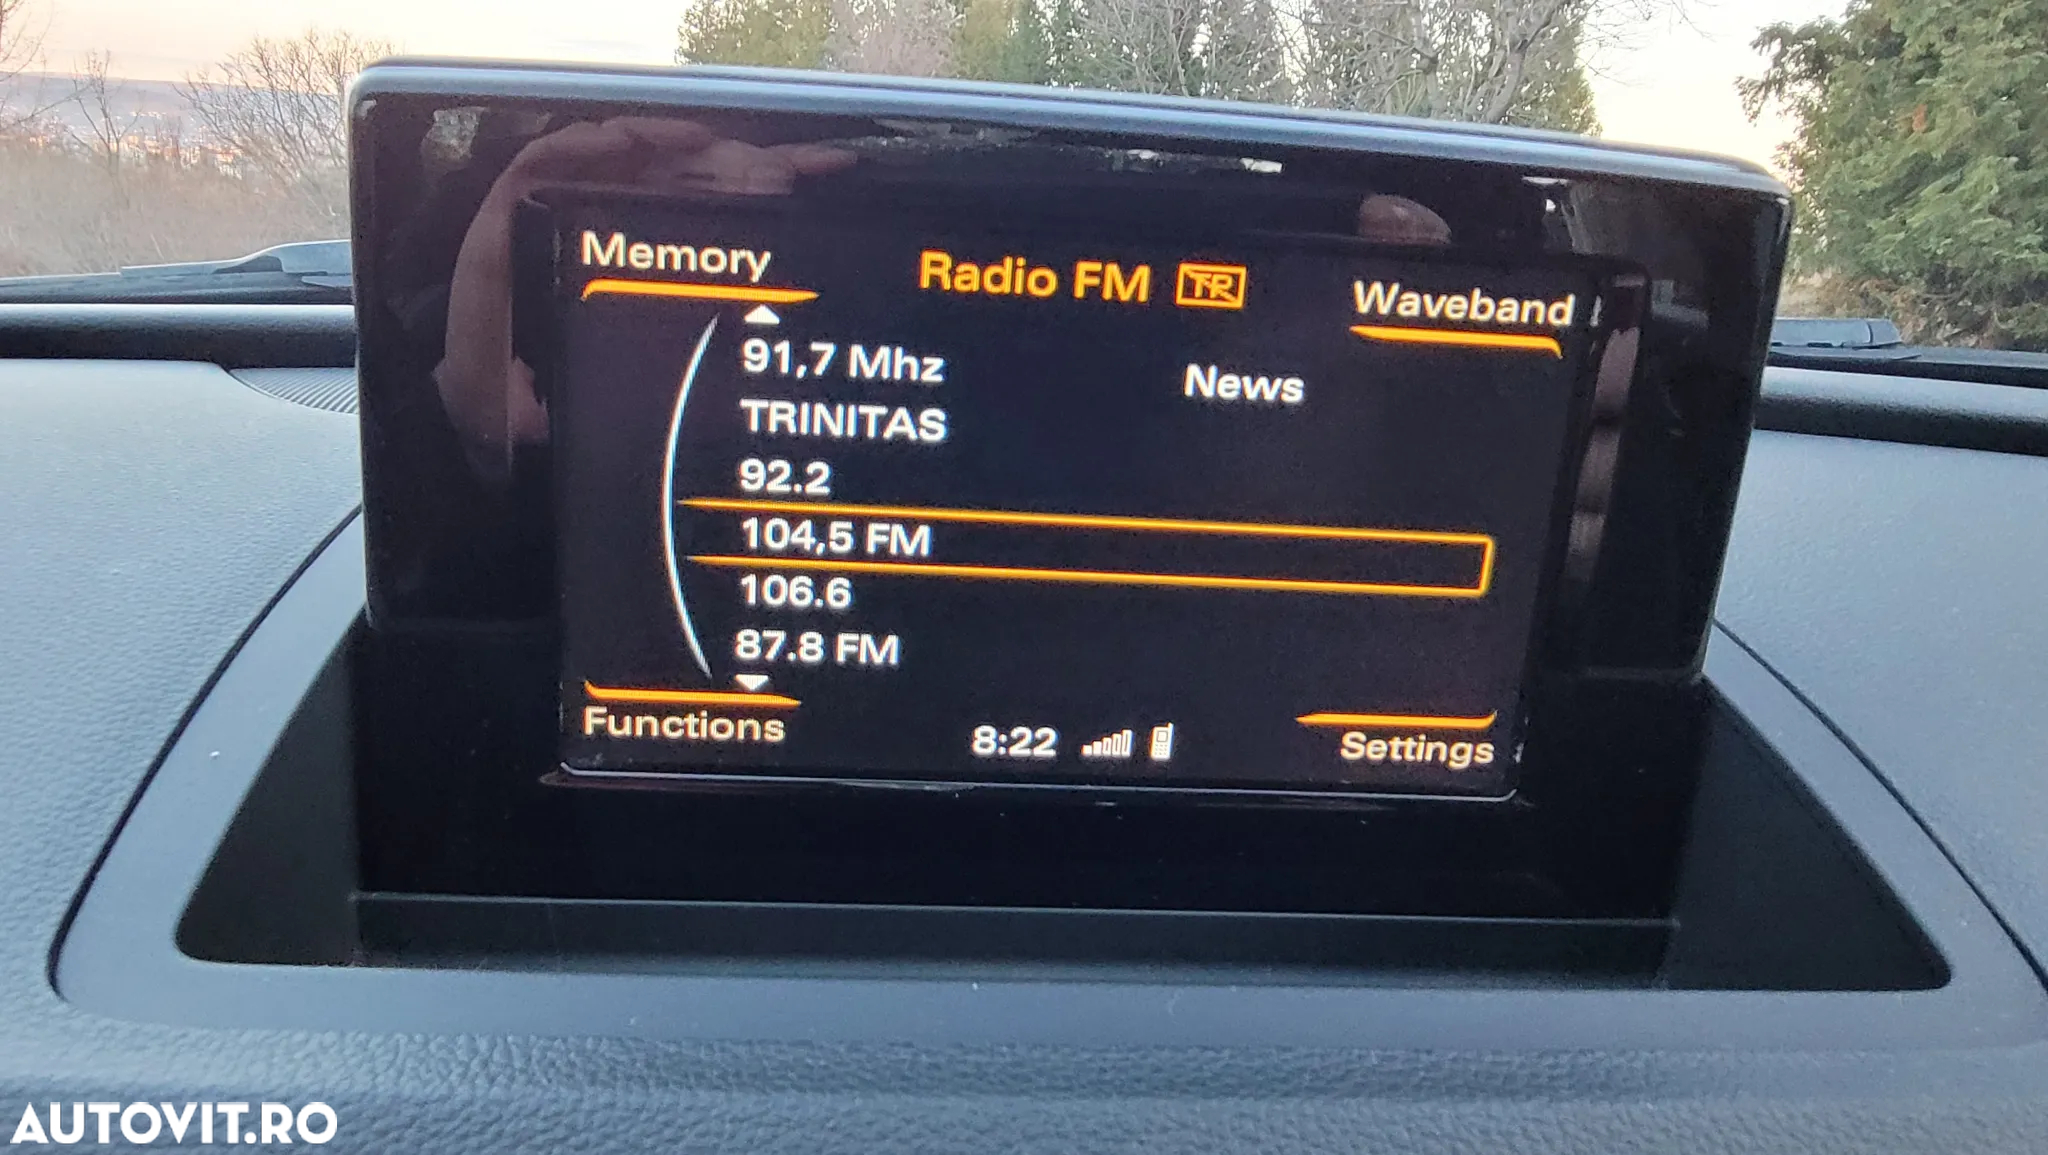 Memory
Radio FM TP
Waveband
91,7 Mhz
News
TRINITAS
92.2
104,5 FM
106.6
87.8 FM
Functions
8:22
Settings
AUTOVIT.RO